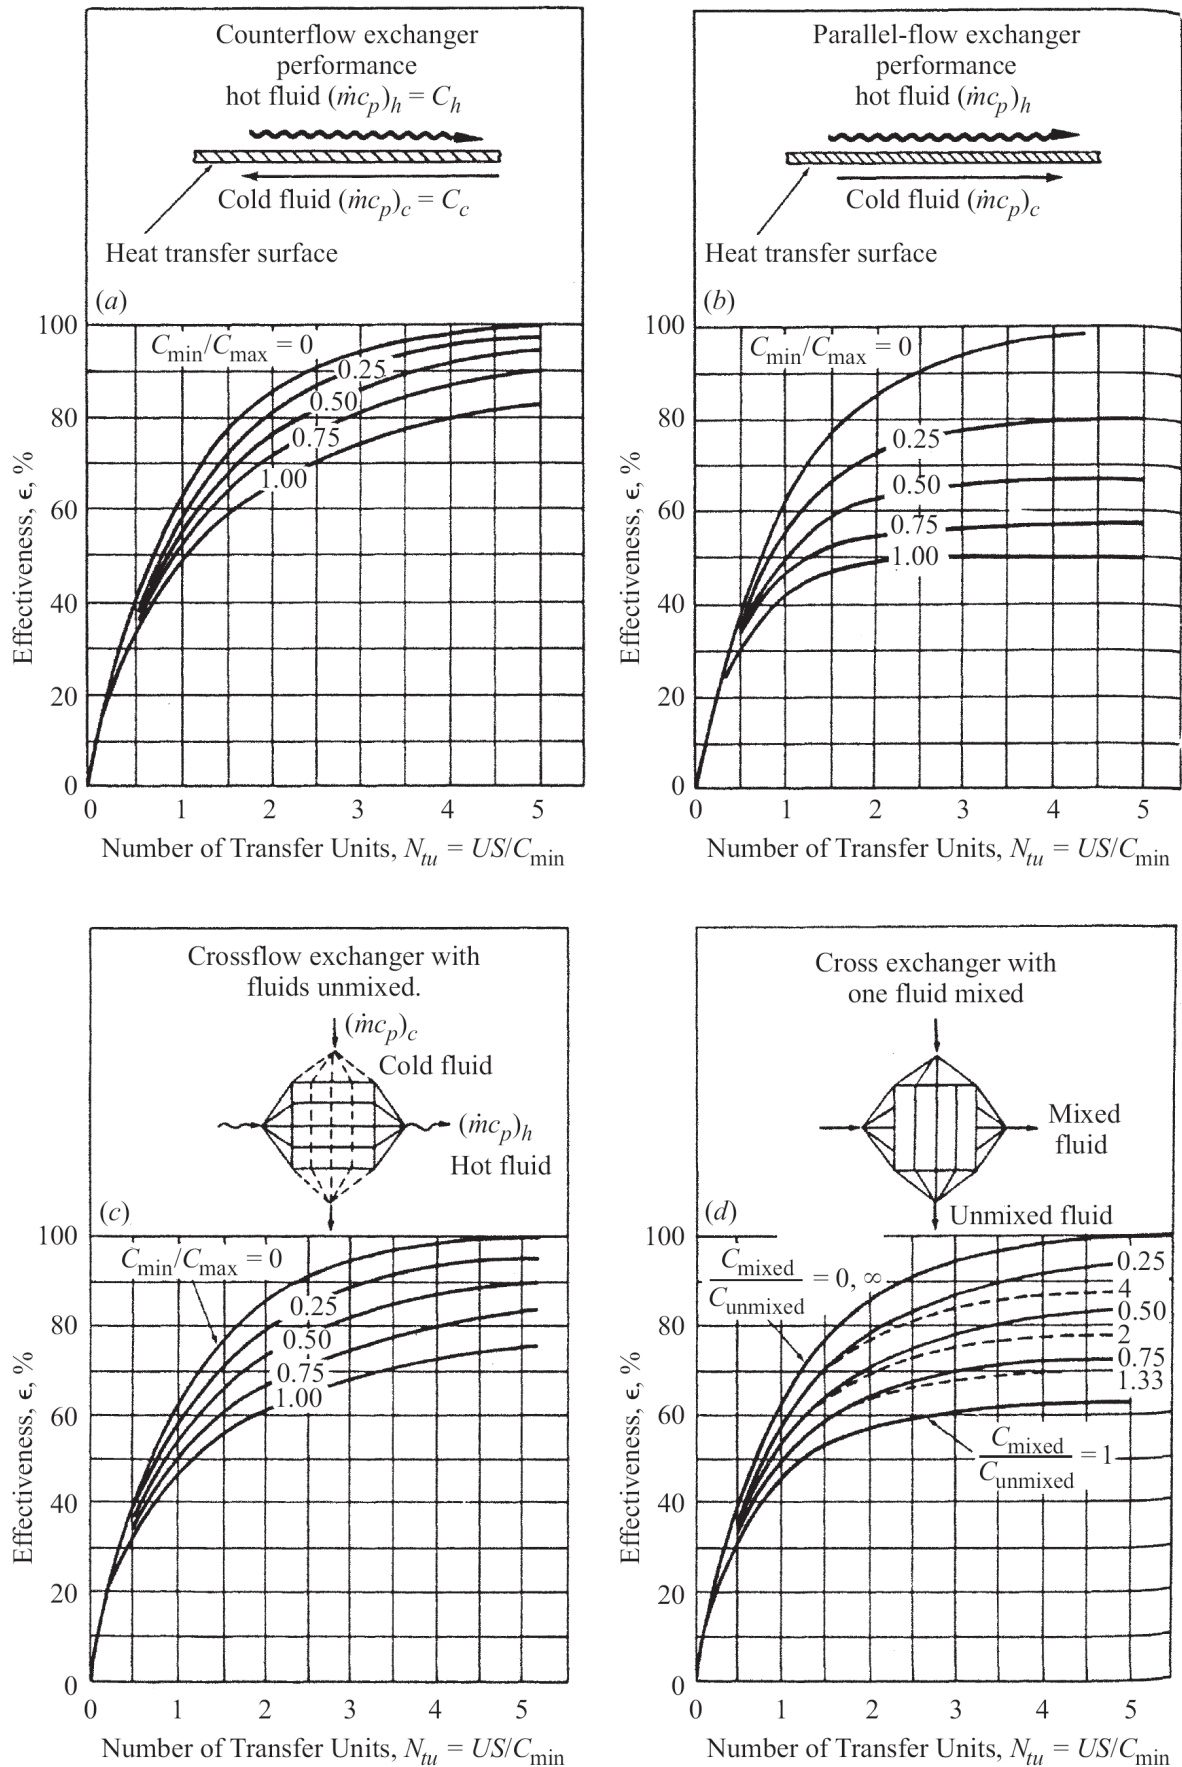 Counterflow exchanger
performance
hot fluid (ṁc_p)_h = C_h
Cold fluid (ṁc_p)_c = C_c
Heat transfer surface
(a)
C_min/C_max = 0
0.25
0.50
0.75
1.00
100
80
60
40
20
0
Effectiveness, ϵ, %
0 1 2 3 4 5
Number of Transfer Units, N_tu = US/C_min
Parallel-flow exchanger
performance
hot fluid (ṁc_p)_h
Cold fluid (ṁc_p)_c
Heat transfer surface
(b)
C_min/C_max = 0
0.25
0.50
0.75
1.00
100
80
60
40
20
0
Effectiveness, ϵ, %
0 1 2 3 4 5
Number of Transfer Units, N_tu = US/C_min
Crossflow exchanger with
fluids unmixed.
(ṁc_p)_c
Cold fluid
(ṁc_p)_h
Hot fluid
(c)
C_min/C_max = 0
0.25
0.50
0.75
1.00
100
80
60
40
20
0
Effectiveness, ϵ, %
0 1 2 3 4 5
Number of Transfer Units, N_tu = US/C_min
Cross exchanger with
one fluid mixed
Mixed
fluid
Unmixed fluid
(d)
C_mixed/C_unmixed = 0, ∞
0.25
4
0.50
2
0.75
1.33
C_mixed/C_unmixed = 1
100
80
60
40
20
0
Effectiveness, ϵ, %
0 1 2 3 4 5
Number of Transfer Units, N_tu = US/C_min